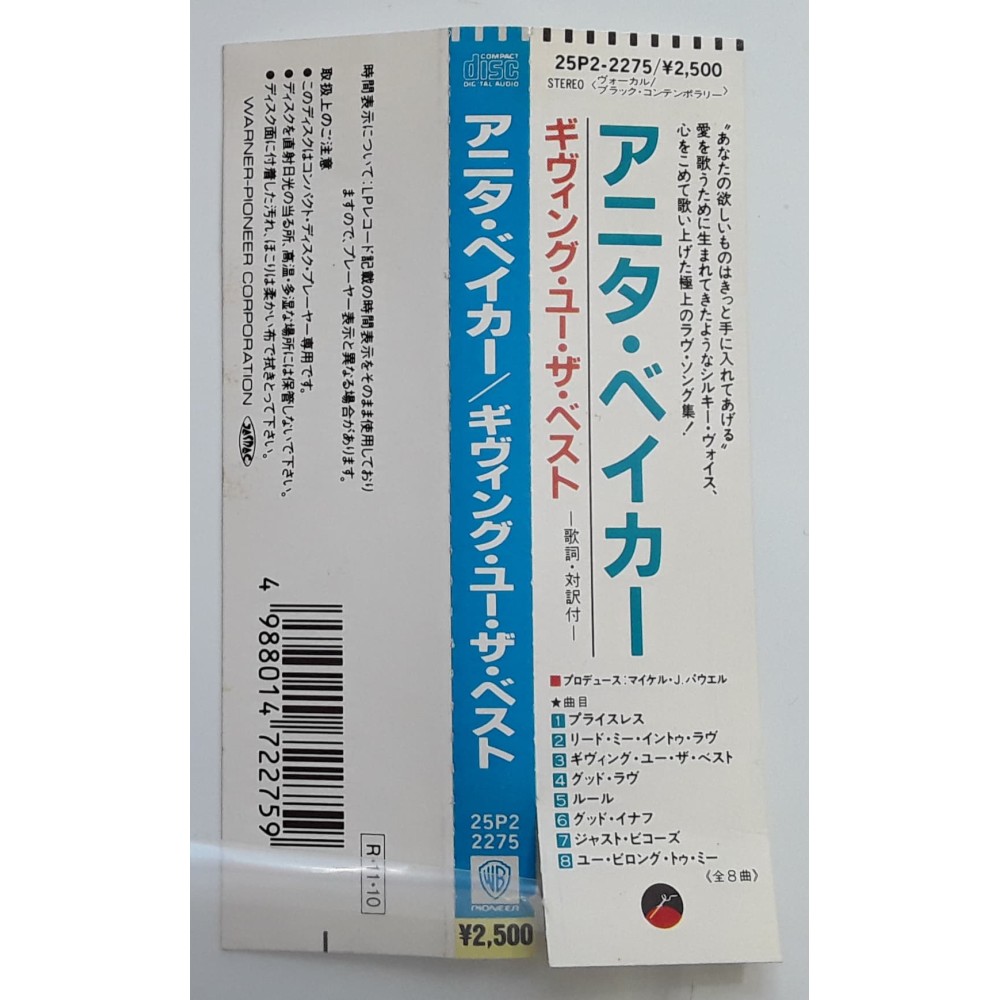 25P2-2275/¥2,500
STEREO〈ヴォーカル/ブラック・コンテンポラリー〉
“あなたの欲しいものはきっと手に入れてあげる”
愛を歌うために生まれてきたようなシルキー・ヴォイス、
心をこめて歌い上げた極上のラヴ・ソング集!
アニタ・ベイカー
ギヴィング・ユー・ザ・ベスト
—歌詞・対訳付—
■プロデュース:マイケル・J.パウエル
★曲目
1 プライスレス
2 リード・ミー・イントゥ・ラヴ
3 ギヴィング・ユー・ザ・ベスト
4 グッド・ラヴ
5 ルール
6 グッド・イナフ
7 ジャスト・ビコーズ
8 ユー・ビロング・トゥ・ミー
《全8曲》
COMPACT
disc
DIGITAL AUDIO
アニタ・ベイカー/ギヴィング・ユー・ザ・ベスト
25P2
2275
WB
PIONEER
¥2,500
時間表示について:LPレコード記載の時間表示をそのまま使用しており
ますので、プレーヤー表示と異なる場合があります。
取扱上のご注意
●このディスクはコンパクト・ディスク・プレーヤー専用です。
●ディスクを直射日光の当る所、高温・多湿な場所には保管しないで下さい。
●ディスク面に付着した汚れ、ほこりは柔かい布で拭きとって下さい。
WARNER-PIONEER CORPORATION
JASRAC
4 988014 722759
R・11・10